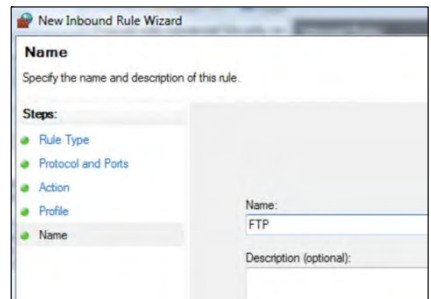 New Inbound Rule Wizard
Name
Specify the name and description of this rule.
Steps:
Rule Type
Protocol and Ports
Action
Profile
Name
Name:
FTP
Description (optional):